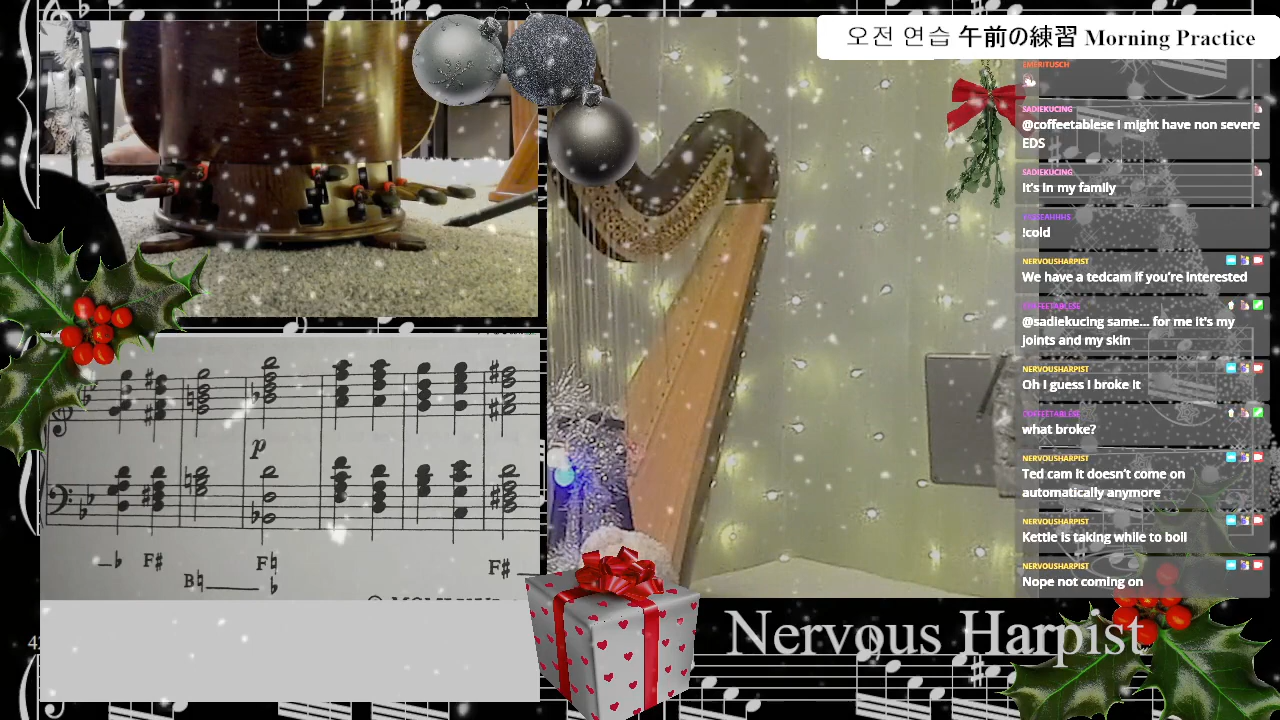 오전 연습 午前の練習 Morning Practice
EMERITUSCH
SADIEKUCING
@coffeetablese I might have non severe
EDS
SADIEKUCING
It's in my family
!cold
NERVOUSHARPIST
We have a tedcam if you're interested
COFFEETABLESE
@sadiekucing same... for me it's my
joints and my skin
NERVOUSHARPIST
Oh I guess I broke it
COFFEETABLESE
what broke?
NERVOUSHARPIST
Ted cam it doesn't come on
automatically anymore
NERVOUSHARPIST
Kettle is taking while to boil
NERVOUSHARPIST
Nope not coming on
p
♭ F# F♮ F#
B♮ ♭
Nervous Harpist